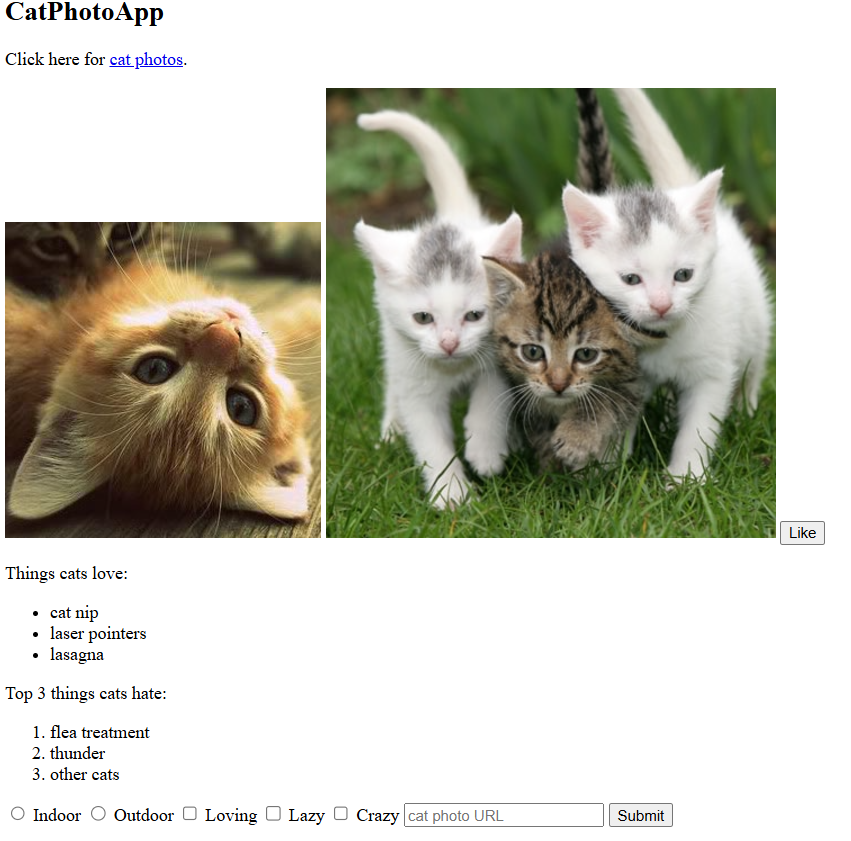 CatPhotoApp
Click here for cat photos.
Like
Things cats love:
cat nip
laser pointers
lasagna
Top 3 things cats hate:
1. flea treatment
2. thunder
3. other cats
Indoor Outdoor Loving Lazy Crazy cat photo URL Submit